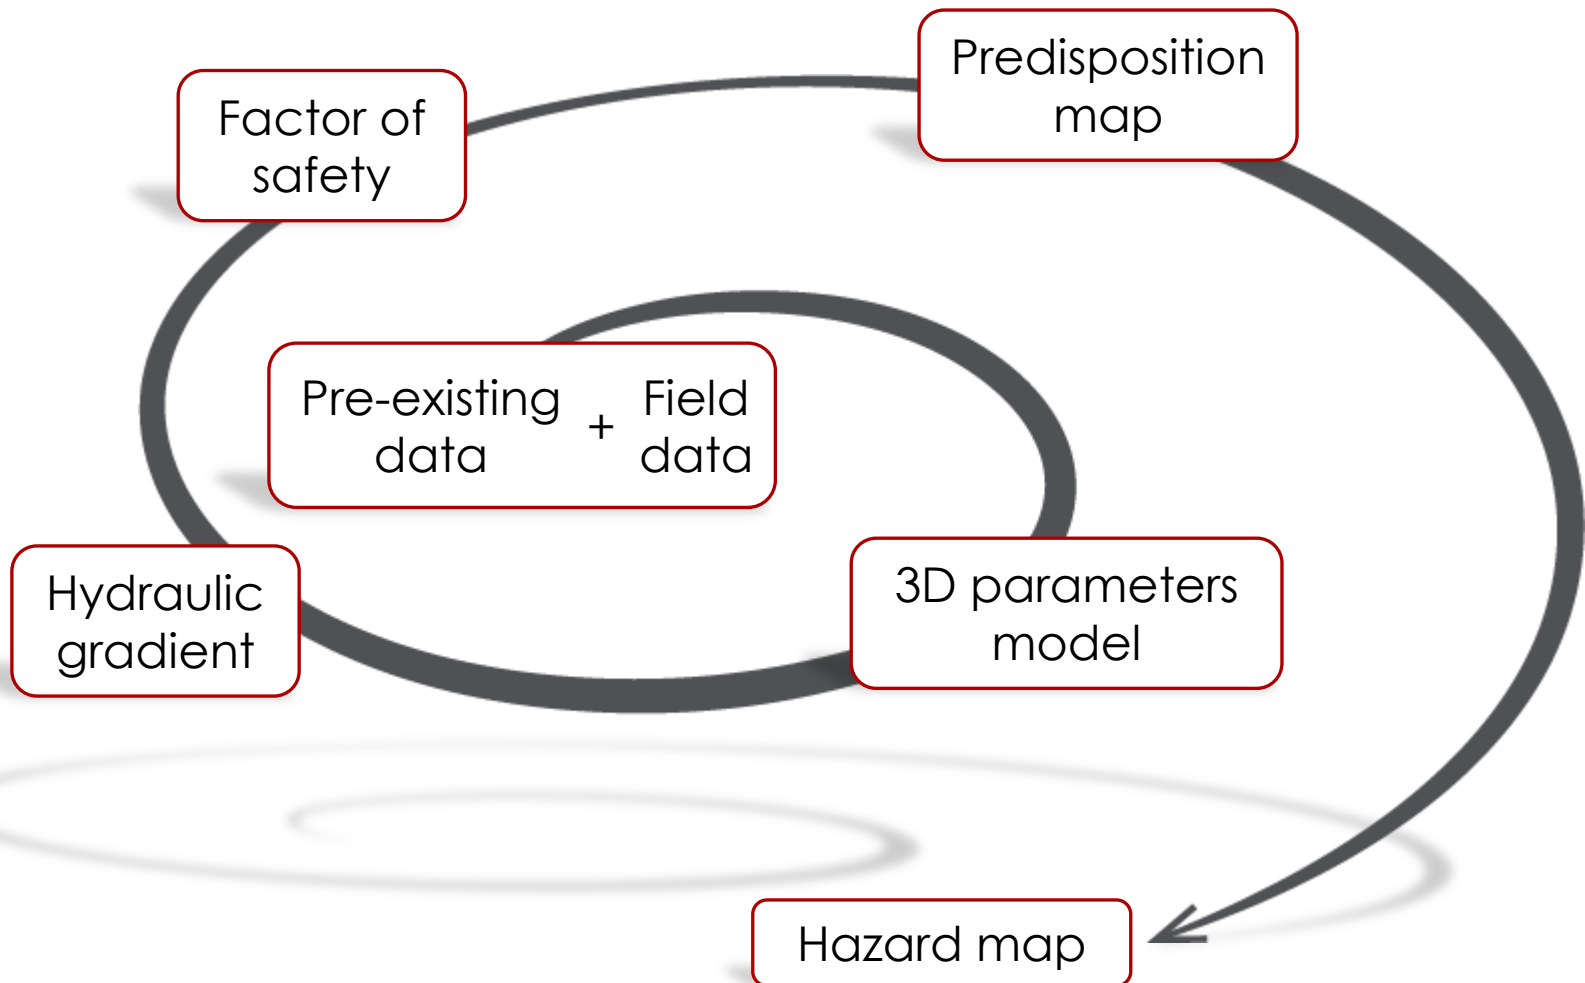 Predisposition
map
Factor of
safety
Pre-existing
data
+
Field
data
Hydraulic
gradient
3D parameters
model
Hazard map